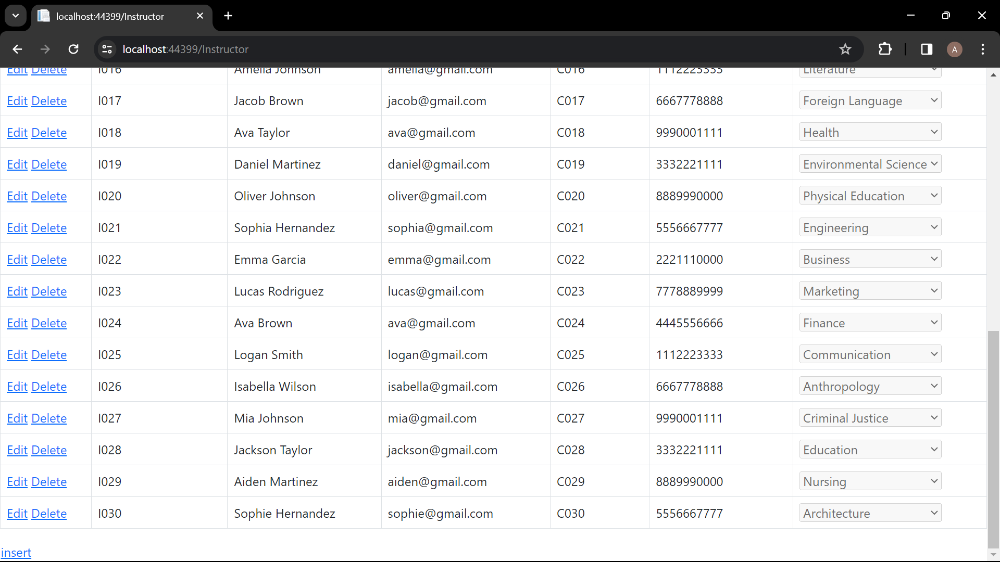 localhost:44399/Instructor
localhost:44399/Instructor A
Edit Delete I016 Amelia Johnson amelia@gmail.com C016 1112223333 Literature
Edit Delete I017 Jacob Brown jacob@gmail.com C017 6667778888 Foreign Language
Edit Delete I018 Ava Taylor ava@gmail.com C018 9990001111 Health
Edit Delete I019 Daniel Martinez daniel@gmail.com C019 3332221111 Environmental Science
Edit Delete I020 Oliver Johnson oliver@gmail.com C020 8889990000 Physical Education
Edit Delete I021 Sophia Hernandez sophia@gmail.com C021 5556667777 Engineering
Edit Delete I022 Emma Garcia emma@gmail.com C022 2221110000 Business
Edit Delete I023 Lucas Rodriguez lucas@gmail.com C023 7778889999 Marketing
Edit Delete I024 Ava Brown ava@gmail.com C024 4445556666 Finance
Edit Delete I025 Logan Smith logan@gmail.com C025 1112223333 Communication
Edit Delete I026 Isabella Wilson isabella@gmail.com C026 6667778888 Anthropology
Edit Delete I027 Mia Johnson mia@gmail.com C027 9990001111 Criminal Justice
Edit Delete I028 Jackson Taylor jackson@gmail.com C028 3332221111 Education
Edit Delete I029 Aiden Martinez aiden@gmail.com C029 8889990000 Nursing
Edit Delete I030 Sophie Hernandez sophie@gmail.com C030 5556667777 Architecture
insert